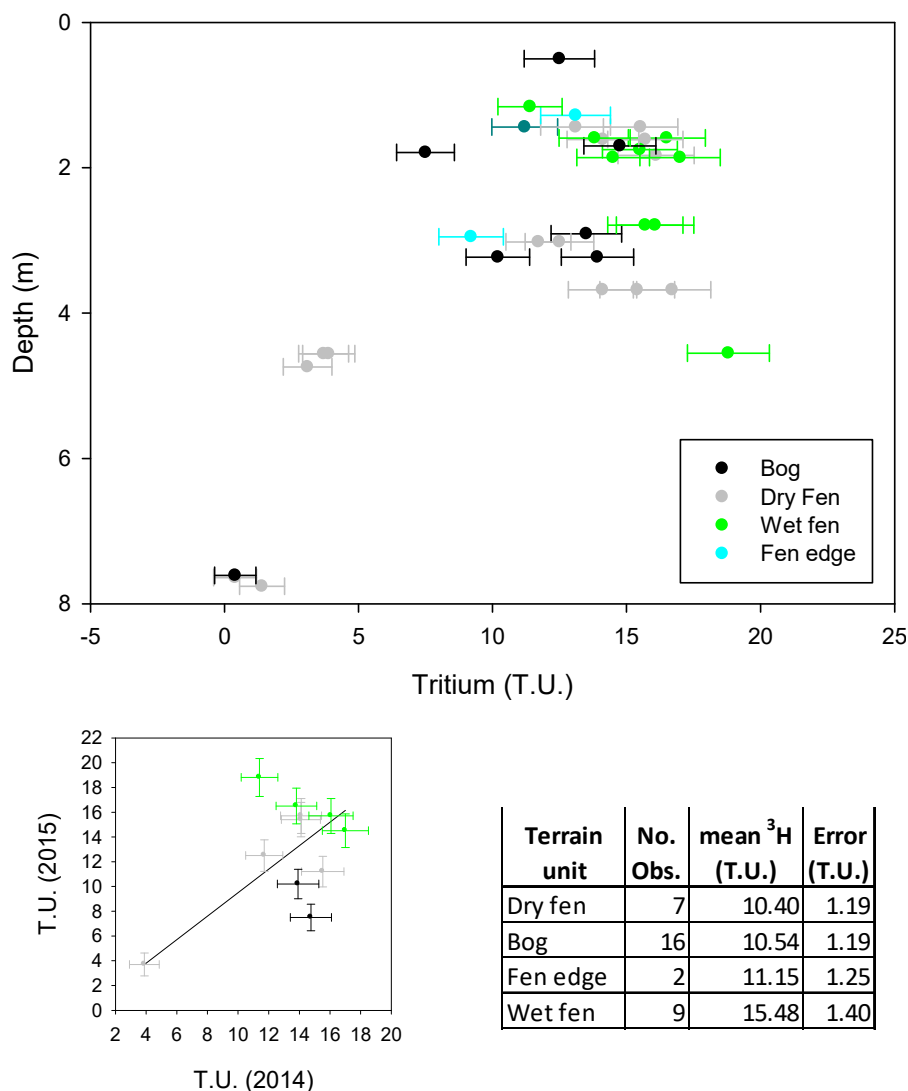 0
2
4
6
8
Depth (m)
-5 0 5 10 15 20 25
Tritium (T.U.)
Bog
Dry Fen
Wet fen
Fen edge
22
20
18
16
14
12
10
8
6
4
2
0
T.U. (2015)
2 4 6 8 10 12 14 16 18 20
T.U. (2014)
Terrain unit No. Obs. mean ³H (T.U.) Error (T.U.)
Dry fen 7 10.40 1.19
Bog 16 10.54 1.19
Fen edge 2 11.15 1.25
Wet fen 9 15.48 1.40